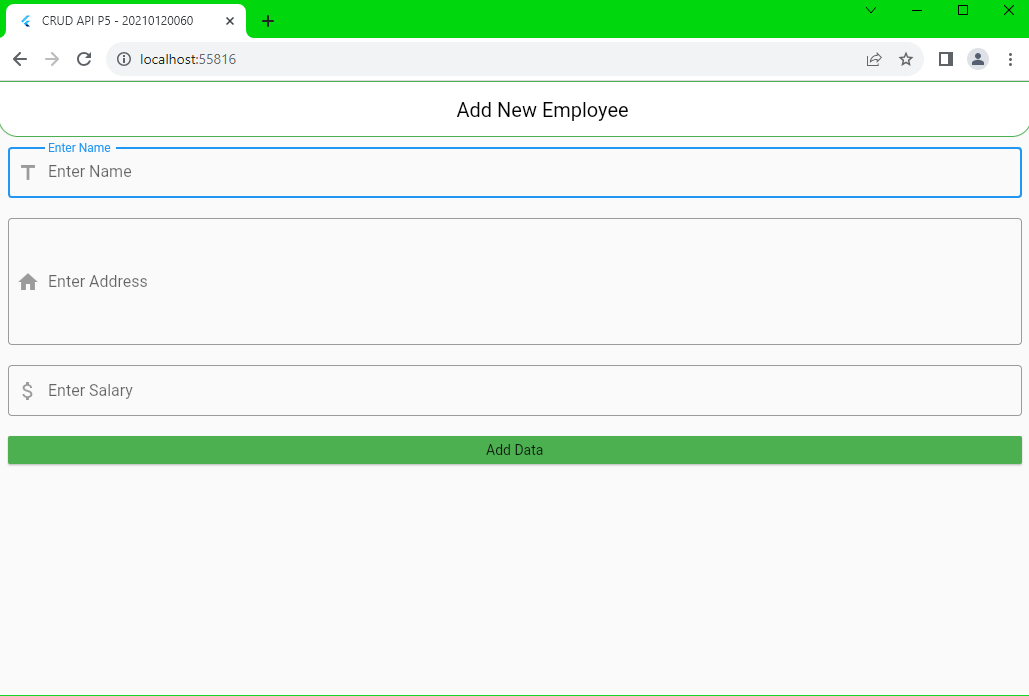 CRUD API P5 - 20210120060
localhost:55816
Add New Employee
Enter Name
Enter Name
Enter Address
Enter Salary
Add Data